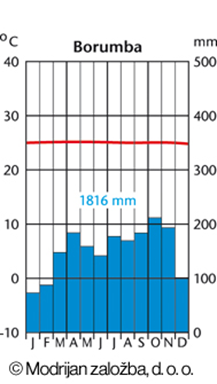 °C Borumba mm
40 500
30 400
20 300
1816 mm
10 200
0 100
-10 0
J F M A M J J A S O N D
© Modrijan založba, d. o. o.